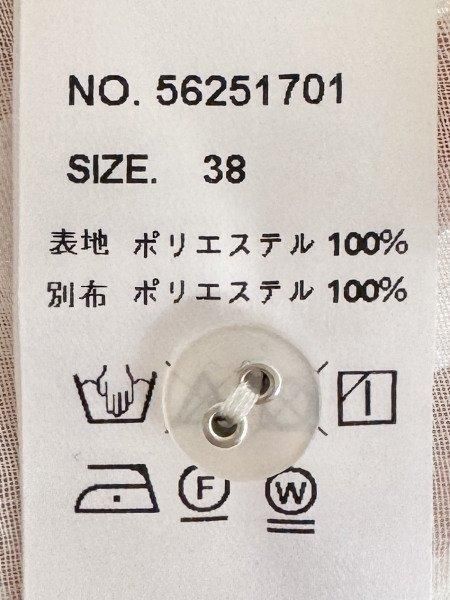 NO. 56251701
SIZE. 38
表地 ポリエステル 100%
別布 ポリエステル 100%
F W